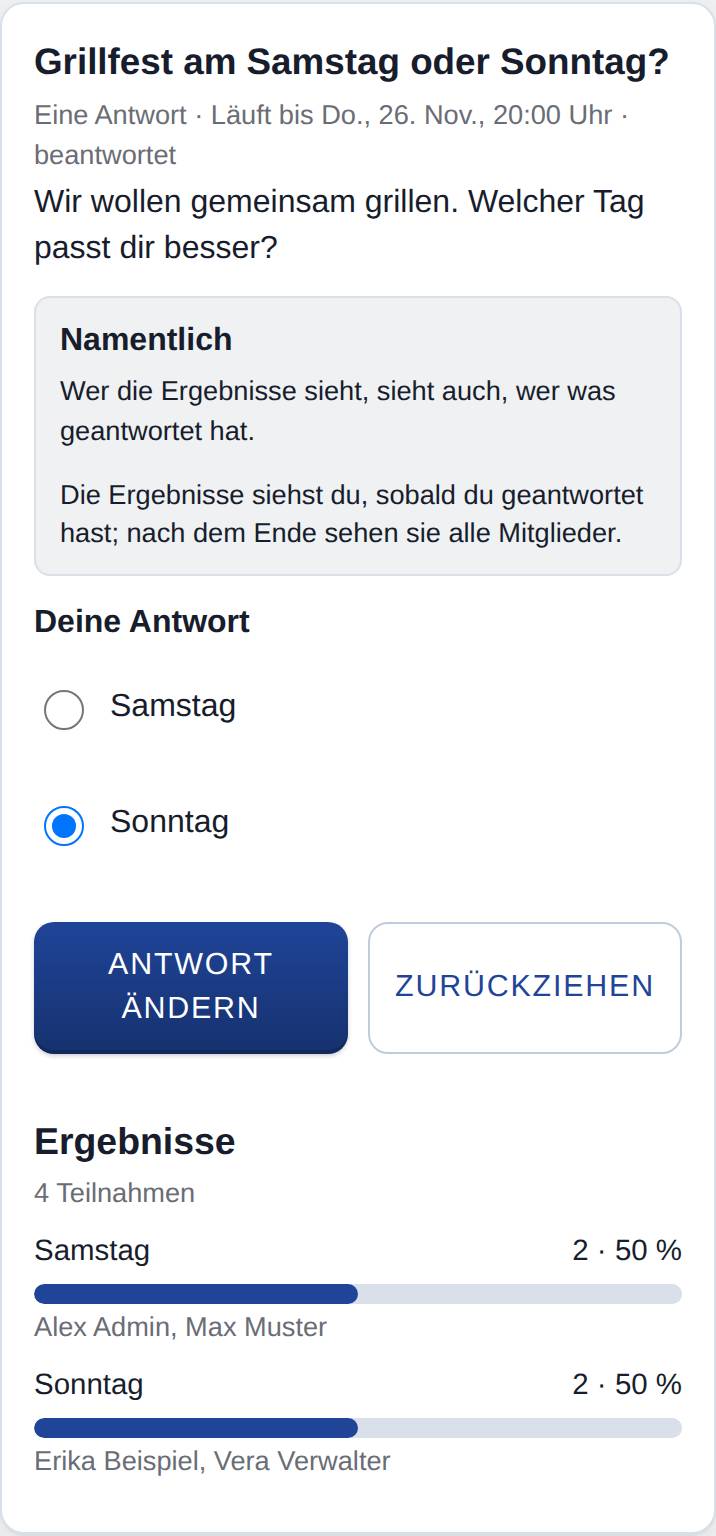 Grillfest am Samstag oder Sonntag?
Eine Antwort · Läuft bis Do., 26. Nov., 20:00 Uhr ·
beantwortet
Wir wollen gemeinsam grillen. Welcher Tag
passt dir besser?
Namentlich
Wer die Ergebnisse sieht, sieht auch, wer was
geantwortet hat.
Die Ergebnisse siehst du, sobald du geantwortet
hast; nach dem Ende sehen sie alle Mitglieder.
Deine Antwort
Samstag
Sonntag
ANTWORT
ÄNDERN
ZURÜCKZIEHEN
Ergebnisse
4 Teilnahmen
Samstag 2 · 50 %
Alex Admin, Max Muster
Sonntag 2 · 50 %
Erika Beispiel, Vera Verwalter